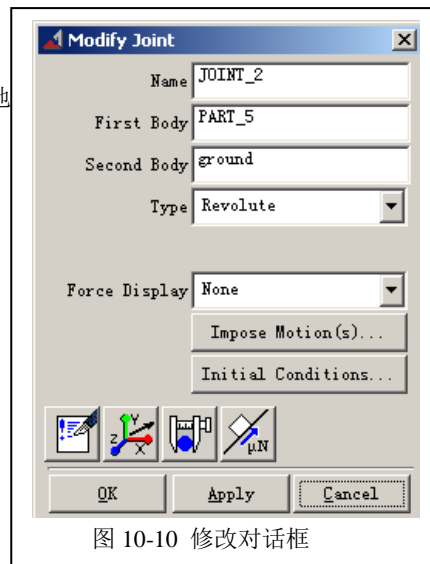 Modify Joint
Name JOINT_2
First Body PART_5
Second Body ground
Type Revolute
Force Display None
Impose Motion(s)...
Initial Conditions...
Y
Z X
μN
OK Apply Cancel
图 10-10 修改对话框